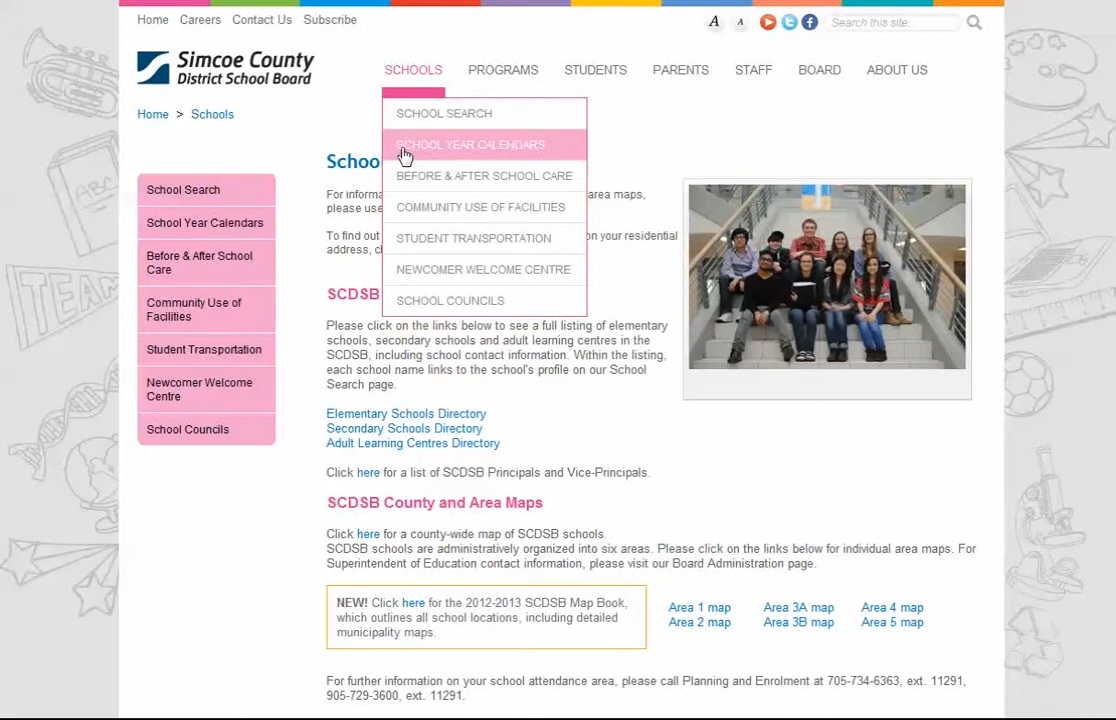 Home Careers Contact Us Subscribe
A A Search this site...
Simcoe County
District School Board
SCHOOLS PROGRAMS STUDENTS PARENTS STAFF BOARD ABOUT US
Home > Schools
SCHOOL SEARCH
SCHOOL YEAR CALENDARS
BEFORE & AFTER SCHOOL CARE
COMMUNITY USE OF FACILITIES
STUDENT TRANSPORTATION
NEWCOMER WELCOME CENTRE
SCHOOL COUNCILS
School Search
School Year Calendars
Before & After School
Care
Community Use of
Facilities
Student Transportation
Newcomer Welcome
Centre
School Councils
For area maps,
please use
To find out on your residential
address,
SCDSB
Please click on the links below to see a full listing of elementary
schools, secondary schools and adult learning centres in the
SCDSB, including school contact information. Within the listing,
each school name links to the school's profile on our School
Search page.
Elementary Schools Directory
Secondary Schools Directory
Adult Learning Centres Directory
Click here for a list of SCDSB Principals and Vice-Principals.
SCDSB County and Area Maps
Click here for a county-wide map of SCDSB schools.
SCDSB schools are administratively organized into six areas. Please click on the links below for individual area maps. For
Superintendent of Education contact information, please visit our Board Administration page.
NEW! Click here for the 2012-2013 SCDSB Map Book,
which outlines all school locations, including detailed
municipality maps.
Area 1 map Area 3A map Area 4 map
Area 2 map Area 3B map Area 5 map
For further information on your school attendance area, please call Planning and Enrolment at 705-734-6363, ext. 11291,
905-729-3600, ext. 11291.